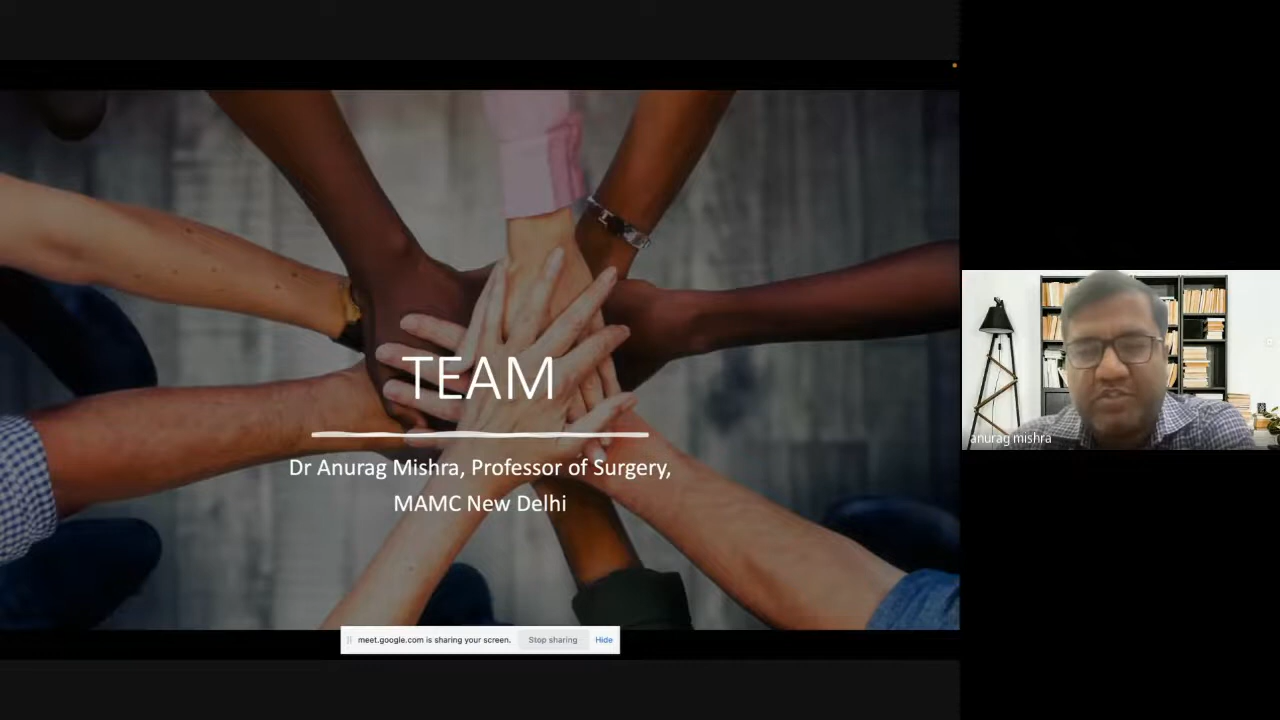 TEAM
Dr Anurag Mishra, Professor of Surgery,
MAMC New Delhi
anurag mishra
meet.google.com is sharing your screen. Stop sharing Hide